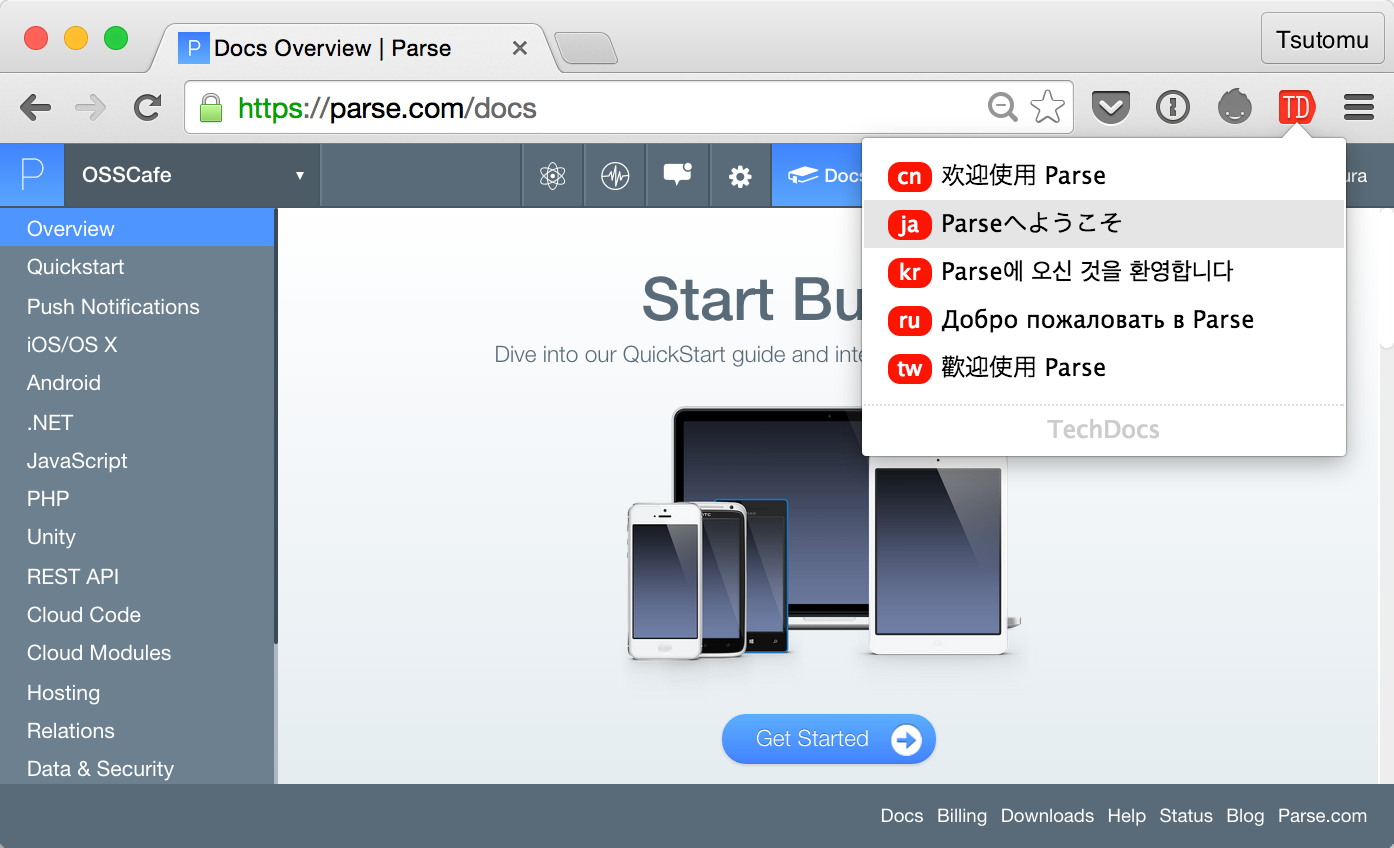 P Docs Overview | Parse
Tsutomu
https://parse.com/docs
TD
P
OSSCafe
Docs
ura
cn 欢迎使用 Parse
ja Parseへようこそ
kr Parse에 오신 것을 환영합니다
ru Добро пожаловать в Parse
tw 歡迎使用 Parse
TechDocs
Overview
Quickstart
Push Notifications
iOS/OS X
Android
.NET
JavaScript
PHP
Unity
REST API
Cloud Code
Cloud Modules
Hosting
Relations
Data & Security
Start Bu
Dive into our QuickStart guide and inte
Get Started
Docs Billing Downloads Help Status Blog Parse.com